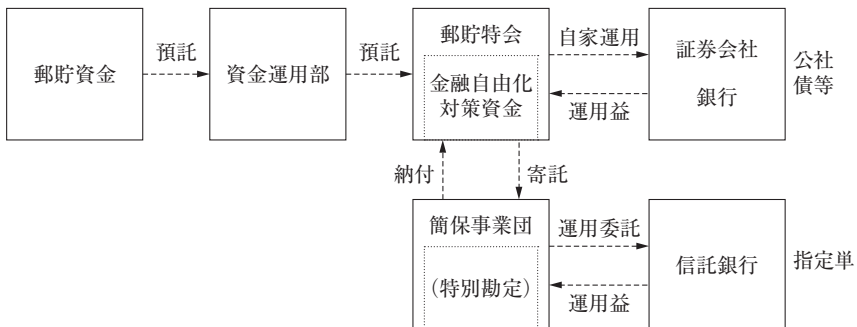 郵貯資金
預託
資金運用部
預託
郵貯特会
金融自由化
対策資金
自家運用
運用益
証券会社
銀行
公社
債等
納付
寄託
簡保事業団
(特別勘定)
運用委託
運用益
信託銀行
指定単